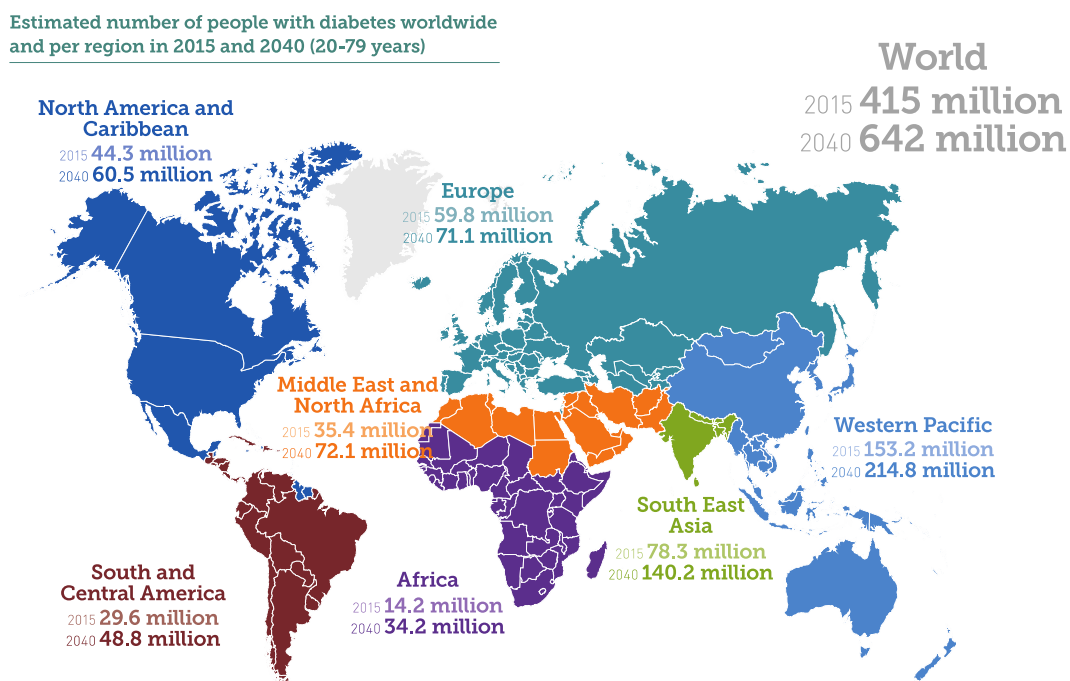 Estimated number of people with diabetes worldwide
and per region in 2015 and 2040 (20-79 years)
World
2015 415 million
2040 642 million
North America and
Caribbean
2015 44.3 million
2040 60.5 million
Europe
2015 59.8 million
2040 71.1 million
Middle East and
North Africa
2015 35.4 million
2040 72.1 million
Western Pacific
2015 153.2 million
2040 214.8 million
South East
Asia
2015 78.3 million
2040 140.2 million
South and
Central America
2015 29.6 million
2040 48.8 million
Africa
2015 14.2 million
2040 34.2 million